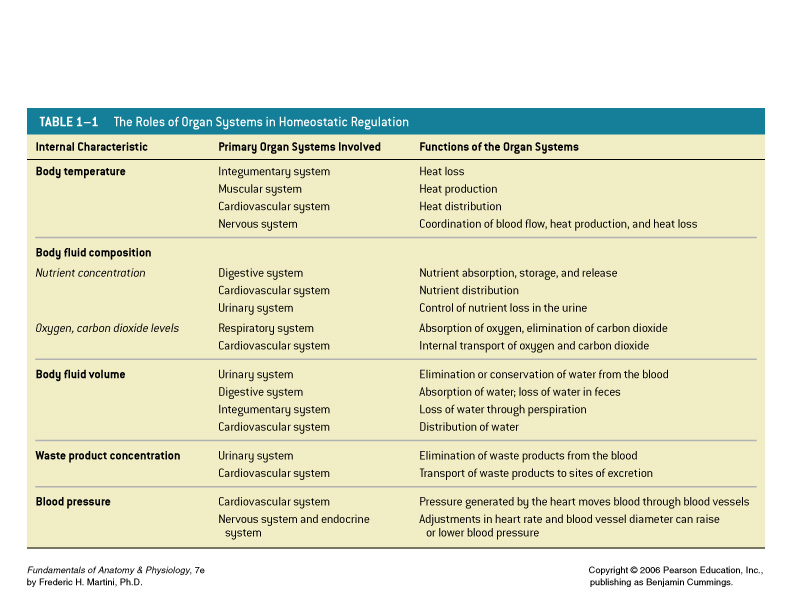 TABLE 1–1 The Roles of Organ Systems in Homeostatic Regulation
Internal Characteristic Primary Organ Systems Involved Functions of the Organ Systems
Body temperature Integumentary system Heat loss
Muscular system Heat production
Cardiovascular system Heat distribution
Nervous system Coordination of blood flow, heat production, and heat loss
Body fluid composition
Nutrient concentration Digestive system Nutrient absorption, storage, and release
Cardiovascular system Nutrient distribution
Urinary system Control of nutrient loss in the urine
Oxygen, carbon dioxide levels Respiratory system Absorption of oxygen, elimination of carbon dioxide
Cardiovascular system Internal transport of oxygen and carbon dioxide
Body fluid volume Urinary system Elimination or conservation of water from the blood
Digestive system Absorption of water; loss of water in feces
Integumentary system Loss of water through perspiration
Cardiovascular system Distribution of water
Waste product concentration Urinary system Elimination of waste products from the blood
Cardiovascular system Transport of waste products to sites of excretion
Blood pressure Cardiovascular system Pressure generated by the heart moves blood through blood vessels
Nervous system and endocrine Adjustments in heart rate and blood vessel diameter can raise
system or lower blood pressure
Fundamentals of Anatomy & Physiology, 7e Copyright © 2006 Pearson Education, Inc.,
by Frederic H. Martini, Ph.D. publishing as Benjamin Cummings.